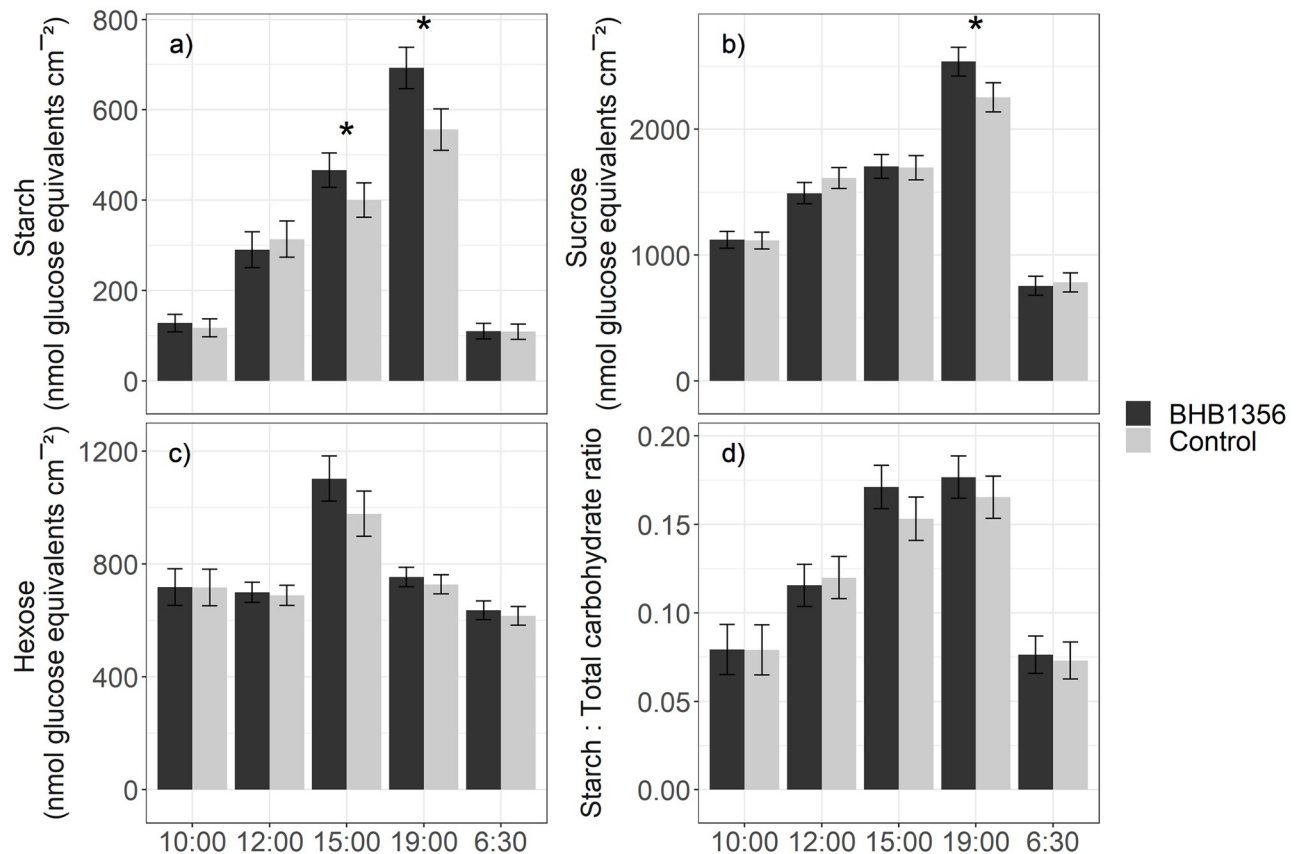 a)
*
*
800
600
400
200
0
Starch
(nmol glucose equivalents cm⁻²)
b)
*
2000
1000
0
Sucrose
(nmol glucose equivalents cm⁻²)
c)
1200
800
400
0
Hexose
(nmol glucose equivalents cm⁻²)
10:00 12:00 15:00 19:00 6:30
d)
0.20
0.15
0.10
0.05
0.00
Starch : Total carbohydrate ratio
10:00 12:00 15:00 19:00 6:30
BHB1356
Control